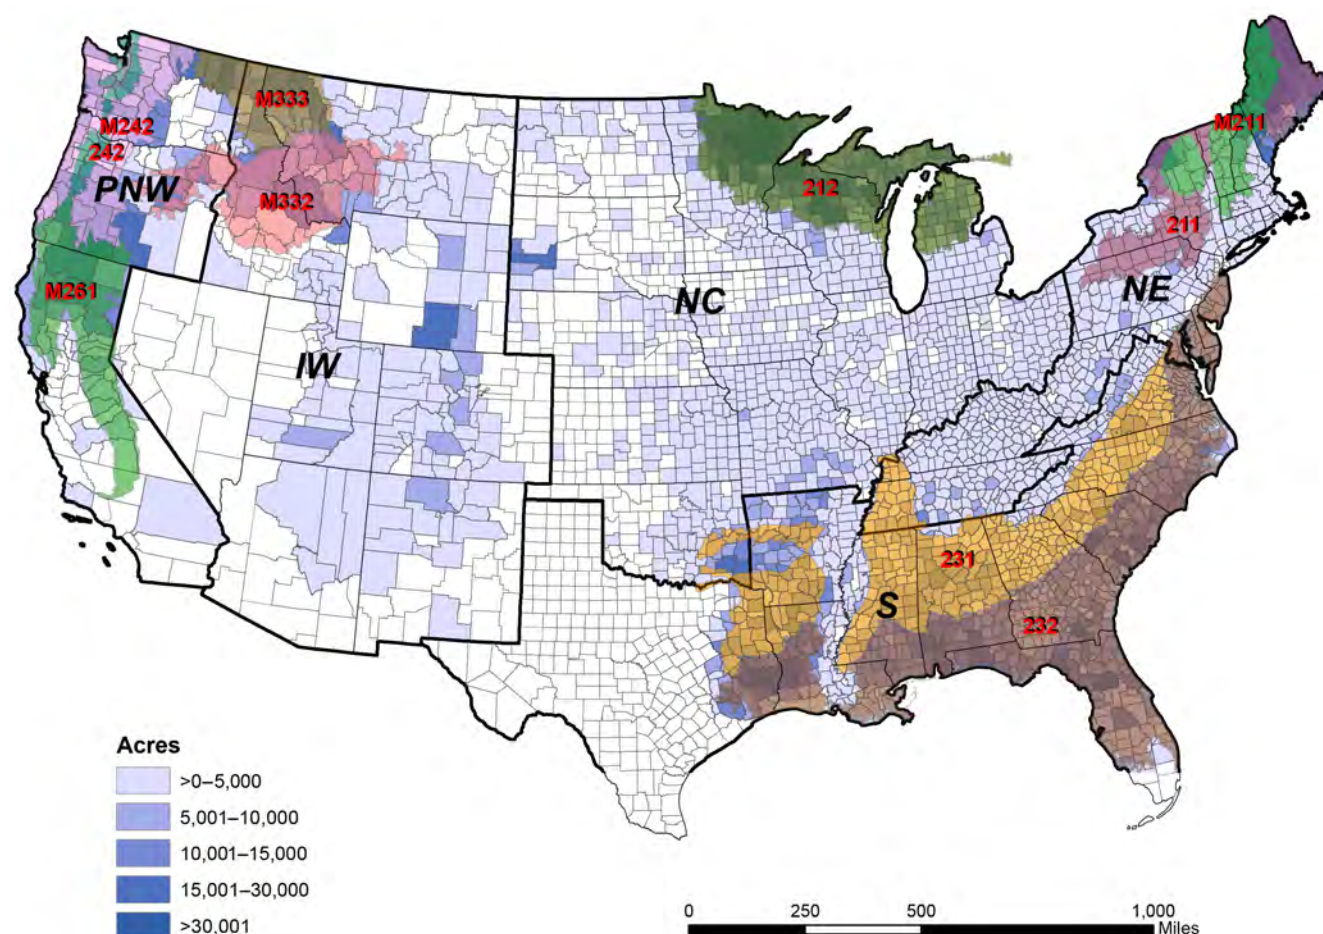 M333
M242
242
PNW
M332
M261
IW
NC
212
M211
211
NE
231
S
232
Acres
>0–5,000
5,001–10,000
10,001–15,000
15,001–30,000
>30,001
0 250 500 1,000
Miles